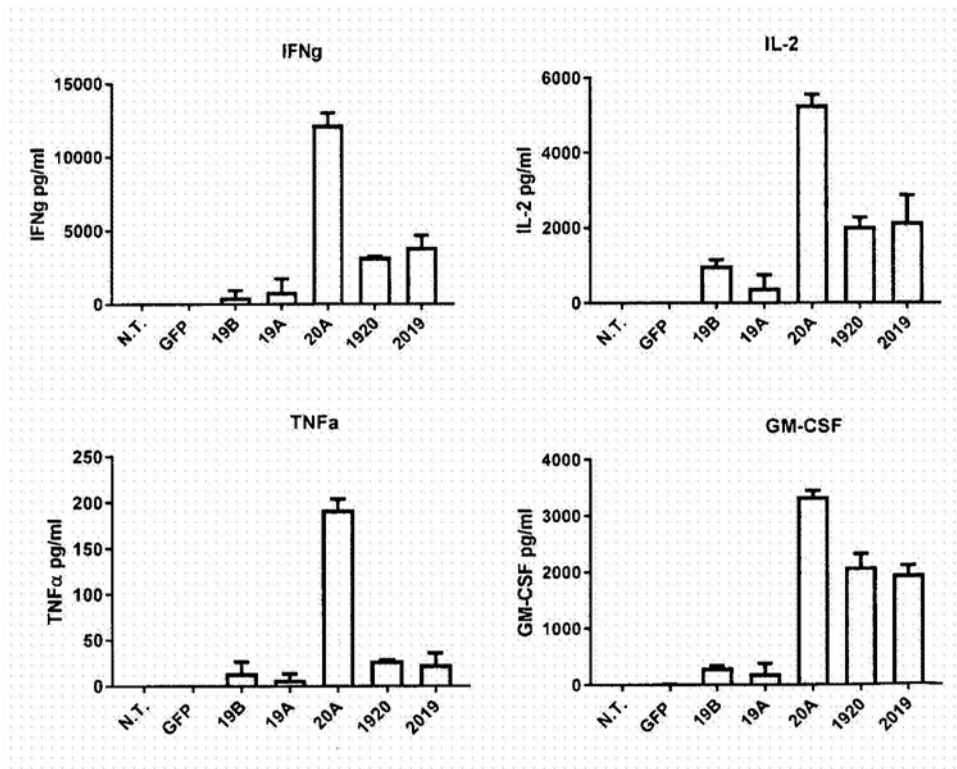 IFNg
IFNg pg/ml
15000
10000
5000
0
N.T. GFP 19B 19A 20A 1920 2019
IL-2
IL-2 pg/ml
6000
4000
2000
0
N.T. GFP 19B 19A 20A 1920 2019
TNFa
TNFα pg/ml
250
200
150
100
50
0
N.T. GFP 19B 19A 20A 1920 2019
GM-CSF
GM-CSF pg/ml
4000
3000
2000
1000
0
N.T. GFP 19B 19A 20A 1920 2019